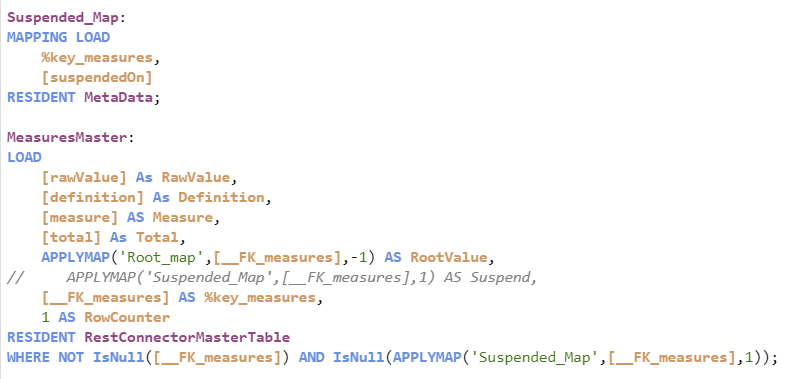 Suspended_Map:
MAPPING LOAD
%key_measures,
[suspendedOn]
RESIDENT MetaData;
MeasuresMaster:
LOAD
[rawValue] As RawValue,
[definition] As Definition,
[measure] AS Measure,
[total] As Total,
APPLYMAP('Root_map',[__FK_measures],-1) AS RootValue,
// APPLYMAP('Suspended_Map',[__FK_measures],1) AS Suspend,
[__FK_measures] AS %key_measures,
1 AS RowCounter
RESIDENT RestConnectorMasterTable
WHERE NOT IsNull([__FK_measures]) AND IsNull(APPLYMAP('Suspended_Map',[__FK_measures],1));